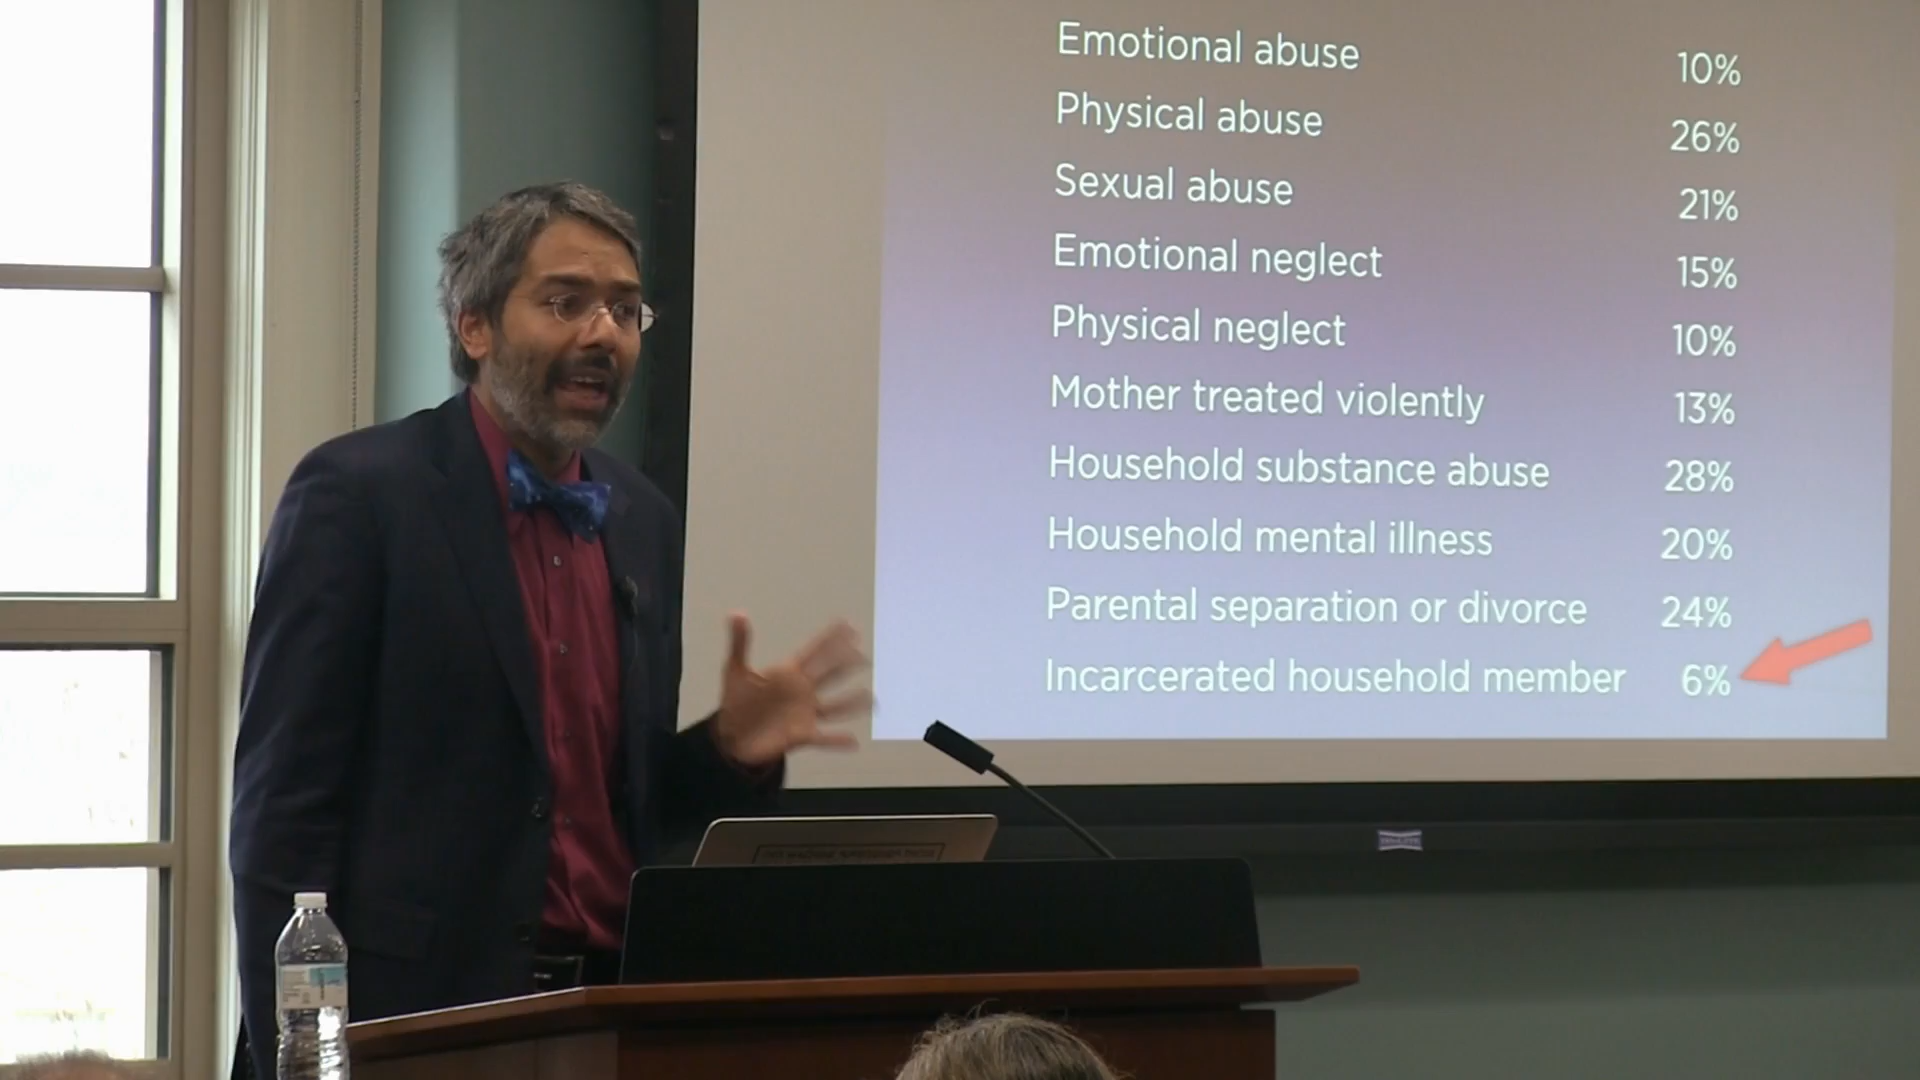 Emotional abuse 10%
Physical abuse 26%
Sexual abuse 21%
Emotional neglect 15%
Physical neglect 10%
Mother treated violently 13%
Household substance abuse 28%
Household mental illness 20%
Parental separation or divorce 24%
Incarcerated household member 6%